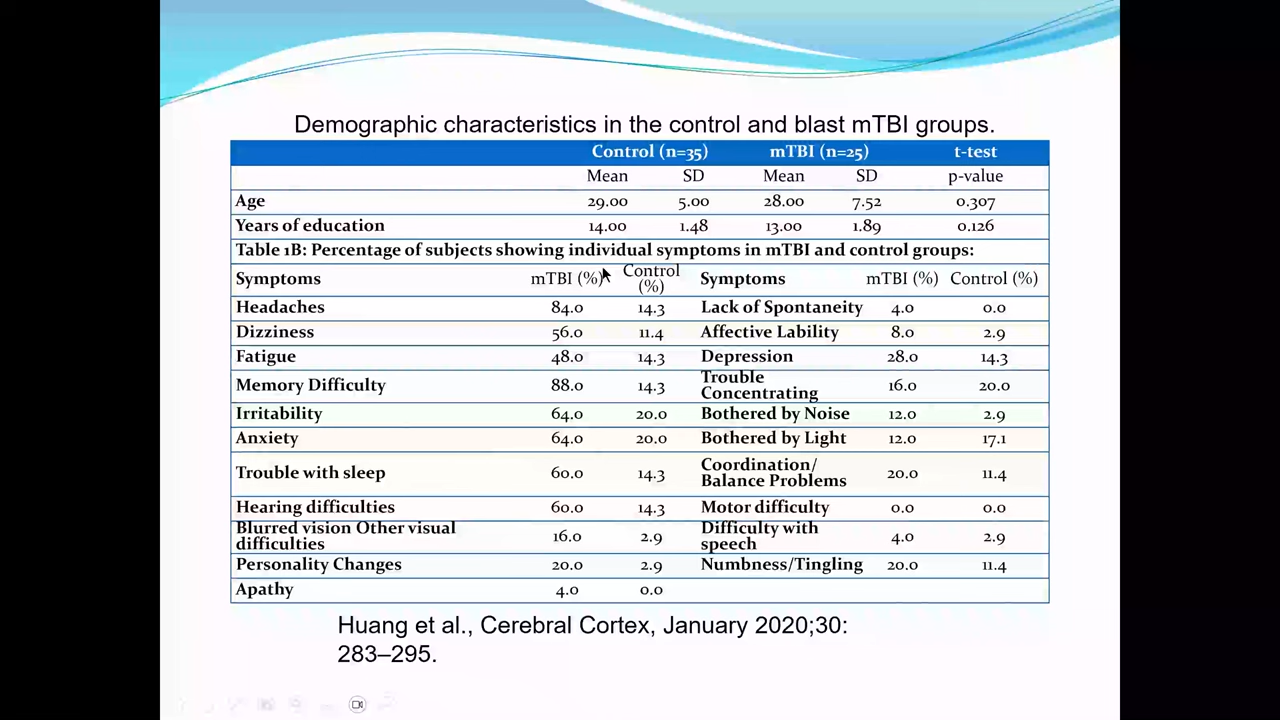 Demographic characteristics in the control and blast mTBI groups.
Control (n=35) mTBI (n=25) t-test
Mean SD Mean SD p-value
Age 29.00 5.00 28.00 7.52 0.307
Years of education 14.00 1.48 13.00 1.89 0.126
Table 1B: Percentage of subjects showing individual symptoms in mTBI and control groups:
Symptoms mTBI (%) Control (%) Symptoms mTBI (%) Control (%)
Headaches 84.0 14.3 Lack of Spontaneity 4.0 0.0
Dizziness 56.0 11.4 Affective Lability 8.0 2.9
Fatigue 48.0 14.3 Depression 28.0 14.3
Memory Difficulty 88.0 14.3 Trouble Concentrating 16.0 20.0
Irritability 64.0 20.0 Bothered by Noise 12.0 2.9
Anxiety 64.0 20.0 Bothered by Light 12.0 17.1
Trouble with sleep 60.0 14.3 Coordination/ Balance Problems 20.0 11.4
Hearing difficulties 60.0 14.3 Motor difficulty 0.0 0.0
Blurred vision Other visual difficulties 16.0 2.9 Difficulty with speech 4.0 2.9
Personality Changes 20.0 2.9 Numbness/Tingling 20.0 11.4
Apathy 4.0 0.0
Huang et al., Cerebral Cortex, January 2020;30:
283–295.